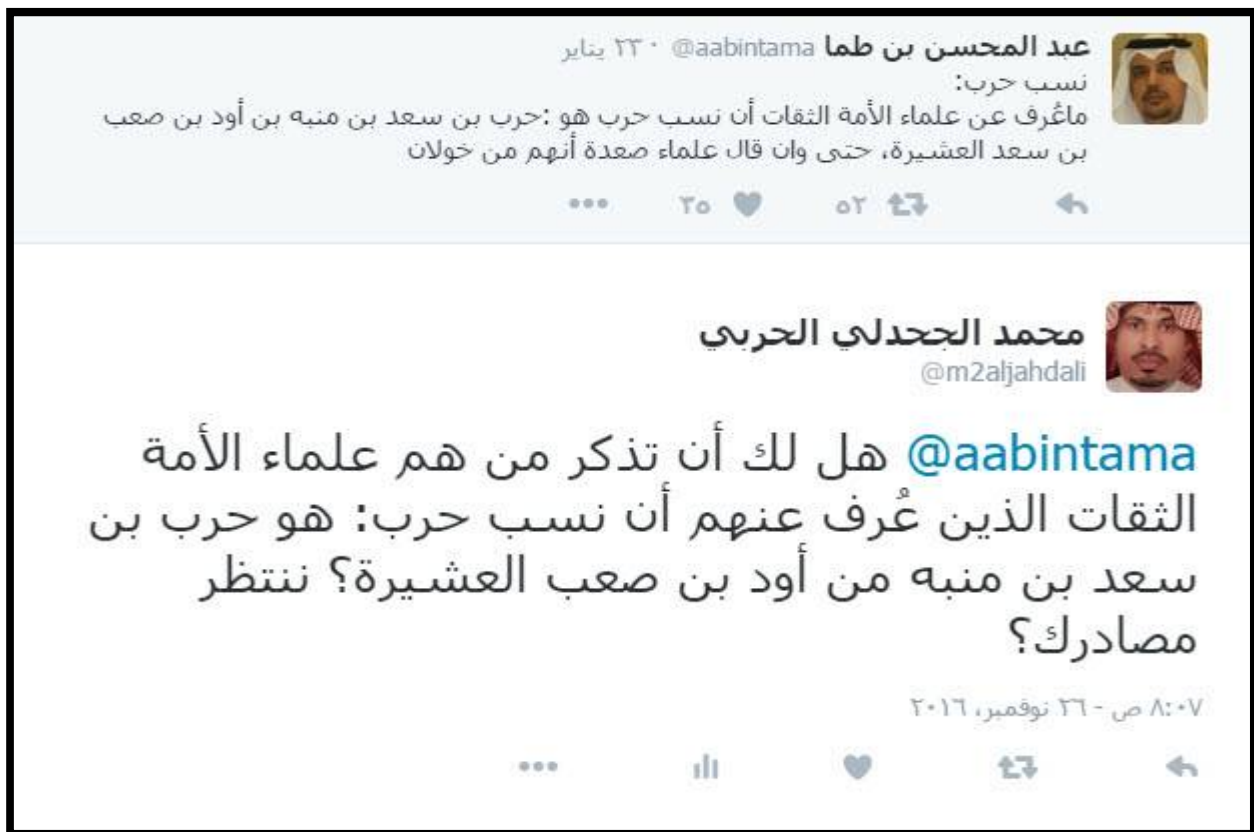 عبد المحسن بن طما @aabintama · ٢٣ يناير
نسب حرب:
ماعُرف عن علماء الأمة الثقات أن نسب حرب هو :حرب بن سعد بن منبه بن أود بن صعب
بن سعد العشيرة، حتى وان قال علماء صعدة أنهم من خولان
٥٢ ٣٥
محمد الجحدلي الحربي
@m2aljahdali
@aabintama هل لك أن تذكر من هم علماء الأمة
الثقات الذين عُرف عنهم أن نسب حرب: هو حرب بن
سعد بن منبه من أود بن صعب العشيرة؟ ننتظر
مصادرك؟
٨:٠٧ ص - ٢٦ نوفمبر، ٢٠١٦